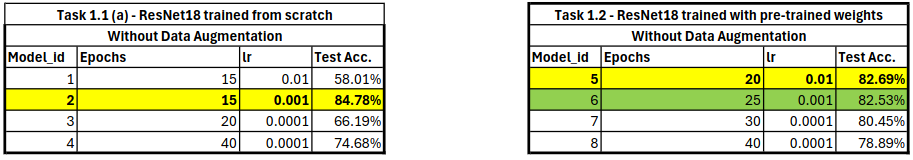 Task 1.1 (a) - ResNet18 trained from scratch
Without Data Augmentation
Model_id Epochs lr Test Acc.
1 15 0.01 58.01%
2 15 0.001 84.78%
3 20 0.0001 66.19%
4 40 0.0001 74.68%
Task 1.2 - ResNet18 trained with pre-trained weights
Without Data Augmentation
Model_id Epochs lr Test Acc.
5 20 0.01 82.69%
6 25 0.001 82.53%
7 30 0.0001 80.45%
8 40 0.0001 78.89%